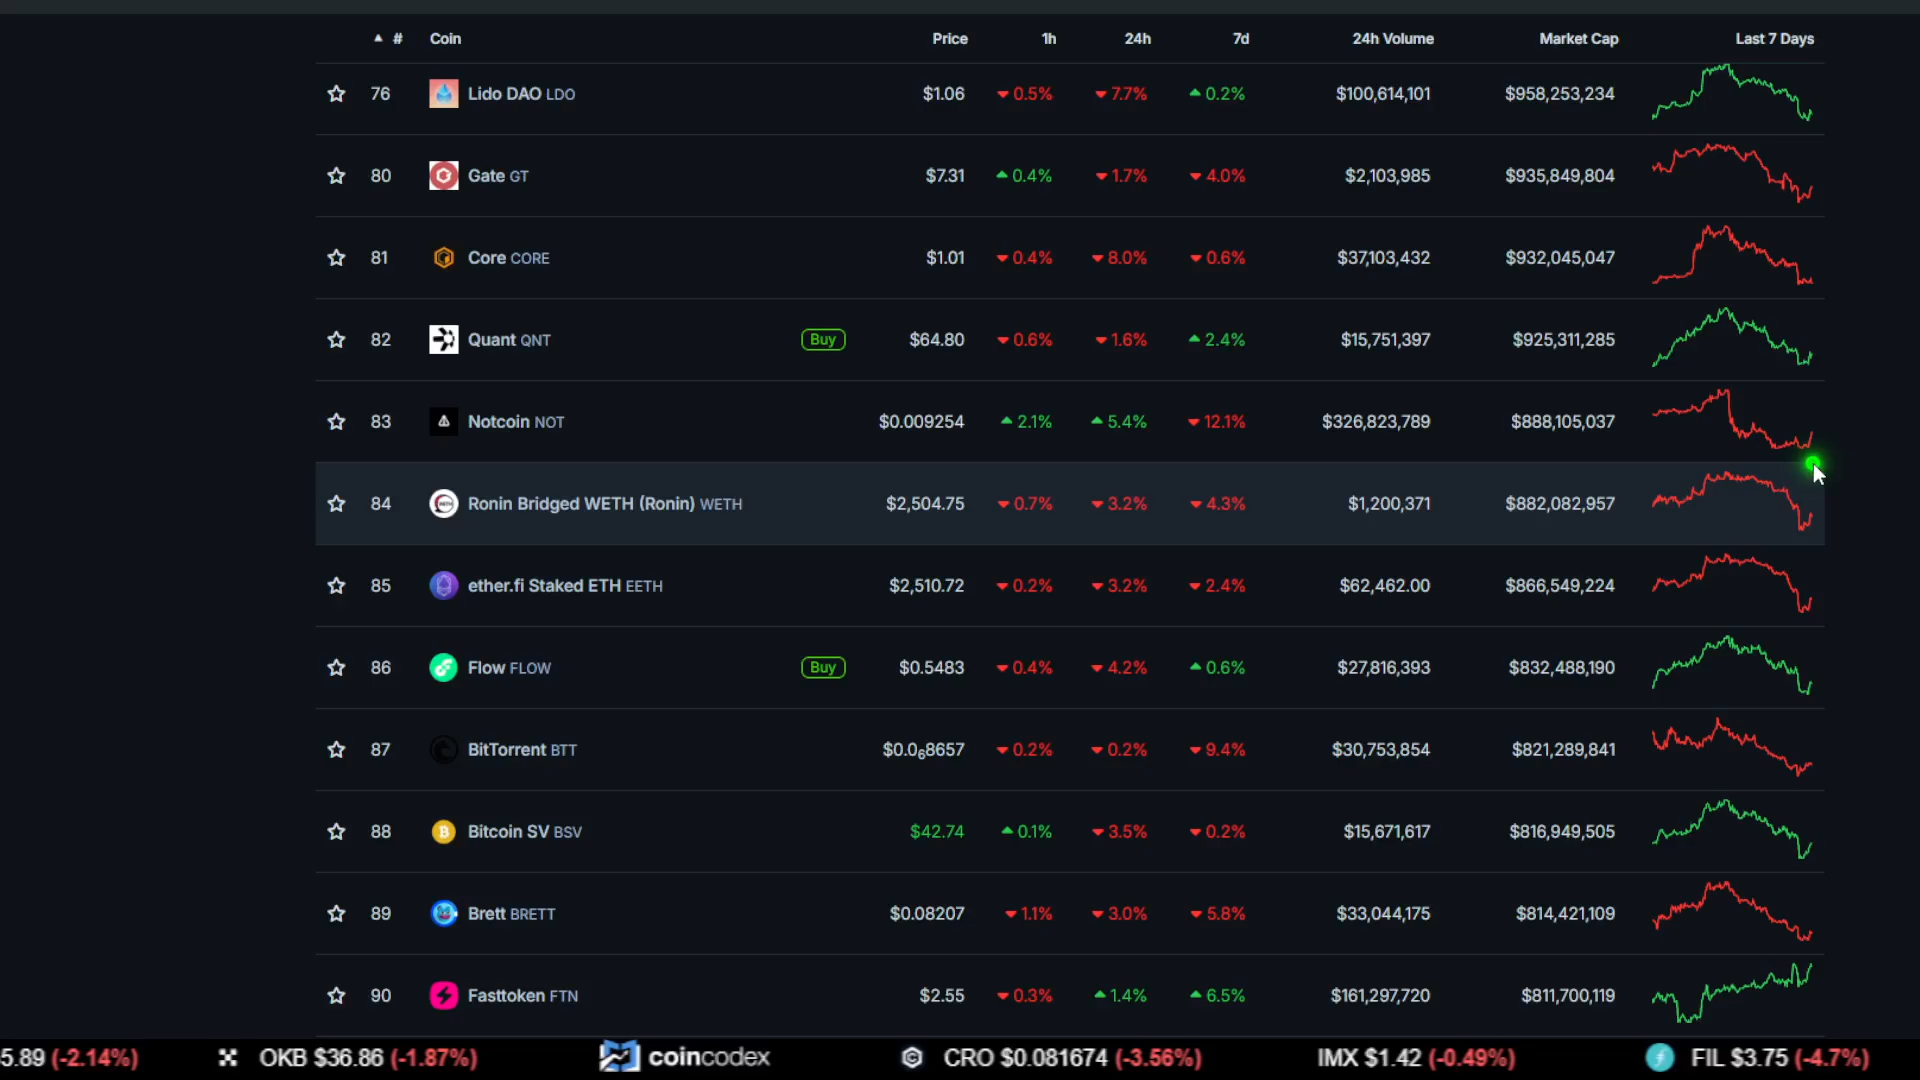 ▲ # Coin Price 1h 24h 7d 24h Volume Market Cap Last 7 Days
76 Lido DAO LDO $1.06 0.5% 7.7% 0.2% $100,614,101 $958,253,234
80 Gate GT $7.31 0.4% 1.7% 4.0% $2,103,985 $935,849,804
81 Core CORE $1.01 0.4% 8.0% 0.6% $37,103,432 $932,045,047
82 Quant QNT Buy $64.80 0.6% 1.6% 2.4% $15,751,397 $925,311,285
83 Notcoin NOT $0.009254 2.1% 5.4% 12.1% $326,823,789 $888,105,037
84 Ronin Bridged WETH (Ronin) WETH $2,504.75 0.7% 3.2% 4.3% $1,200,371 $882,082,957
85 ether.fi Staked ETH EETH $2,510.72 0.2% 3.2% 2.4% $62,462.00 $866,549,224
86 Flow FLOW Buy $0.5483 0.4% 4.2% 0.6% $27,816,393 $832,488,190
87 BitTorrent BTT $0.0₆8657 0.2% 0.2% 9.4% $30,753,854 $821,289,841
88 Bitcoin SV BSV $42.74 0.1% 3.5% 0.2% $15,671,617 $816,949,505
89 Brett BRETT $0.08207 1.1% 3.0% 5.8% $33,044,175 $814,421,109
90 Fasttoken FTN $2.55 0.3% 1.4% 6.5% $161,297,720 $811,700,119
5.89 (-2.14%) OKB $36.86 (-1.87%) coincodex CRO $0.081674 (-3.56%) IMX $1.42 (-0.49%) FIL $3.75 (-4.7%)